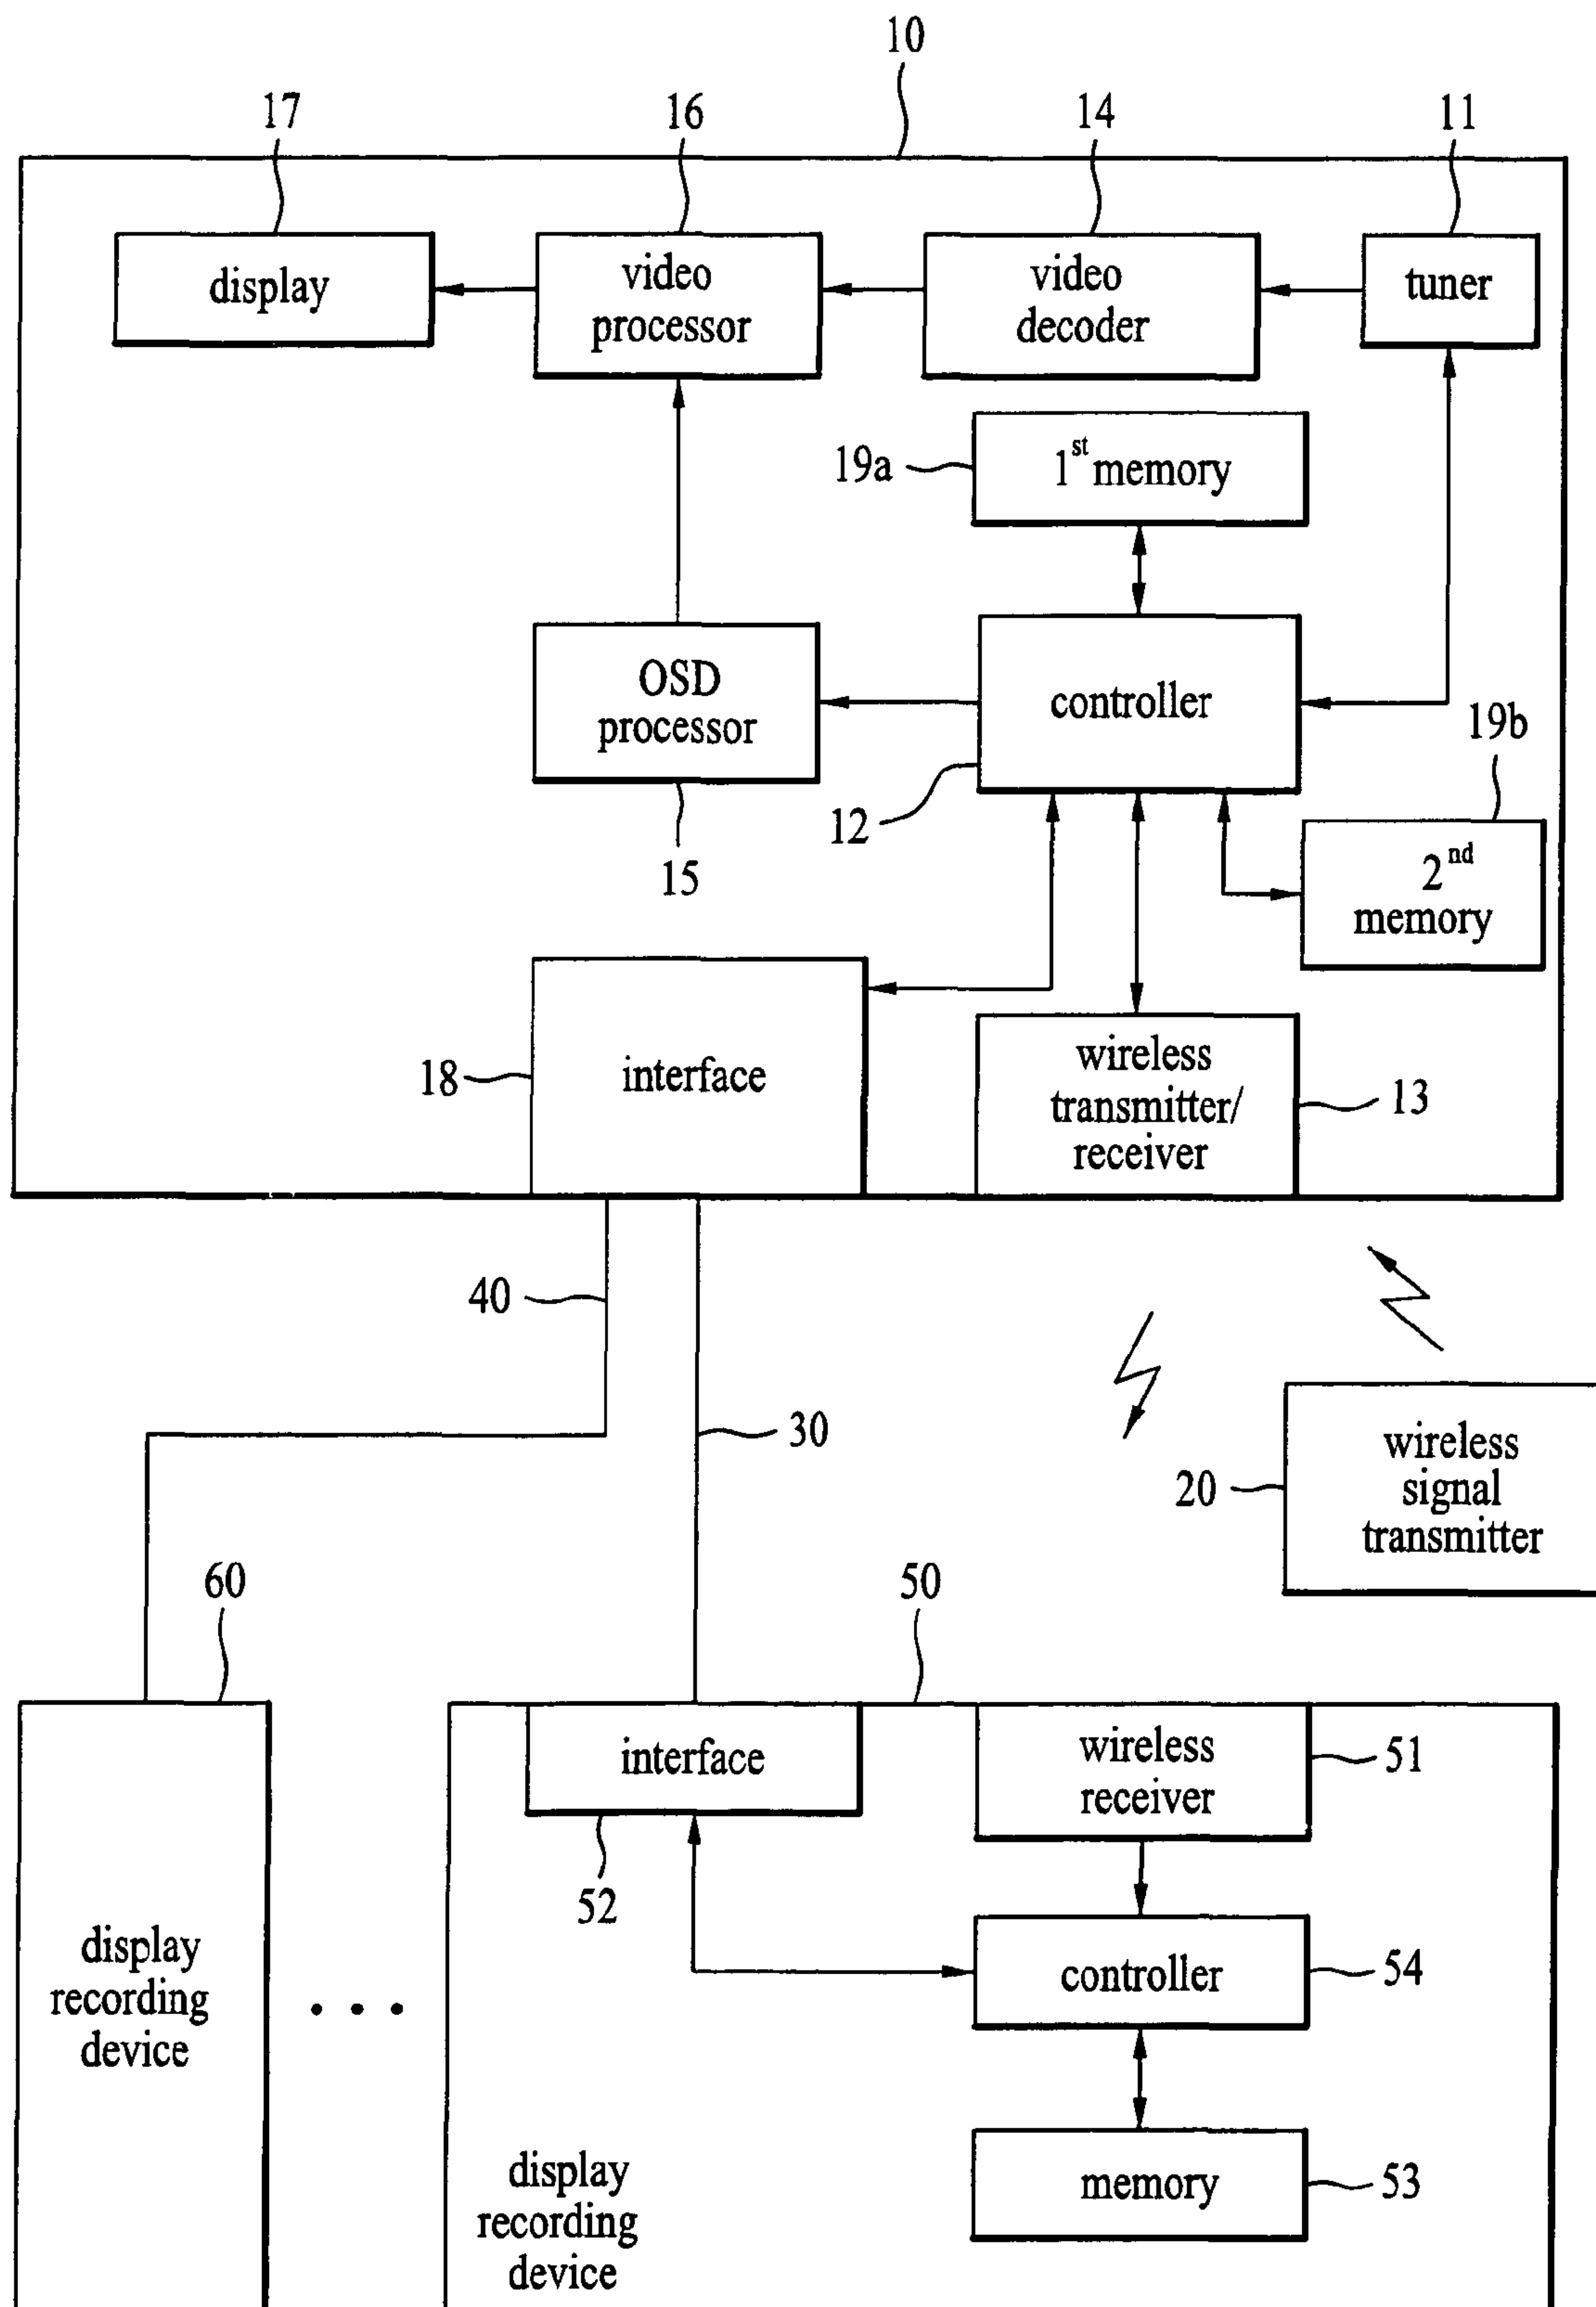 10
17
16
14
11
display
video
processor
video
decoder
tuner
19a
1st memory
OSD
processor
controller
19b
12
15
2nd
memory
18
interface
wireless
transmitter/
receiver
13
40
30
20
wireless
signal
transmitter
60
50
interface
wireless
receiver
51
52
display
recording
device
controller
54
display
recording
device
memory
53